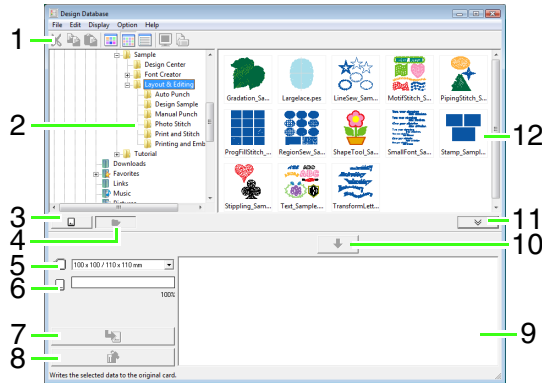 Design Database
File Edit Display Option Help
1
Sample
Design Center
Font Creator
Layout & Editing
Auto Punch
Design Sample
Manual Punch
Photo Stitch
Print and Stitch
Printing and Emb
Tutorial
Downloads
Favorites
Links
Music
Pictures
2
Gradation_Sa... Largelace.pes LineSew_Sam... MotifStitch_S... PipingStitch_S...
ProgFillStitch_... RegionSew_Sa... ShapeTool_Sa... SmallFont_Sa... Stamp_Sampl...
Stippling_Sam... Text_Sample.... TransformLett...
12
3
4
11
10
5
100 x 100 / 110 x 110 mm
6
100%
7
8
9
Writes the selected data to the original card.